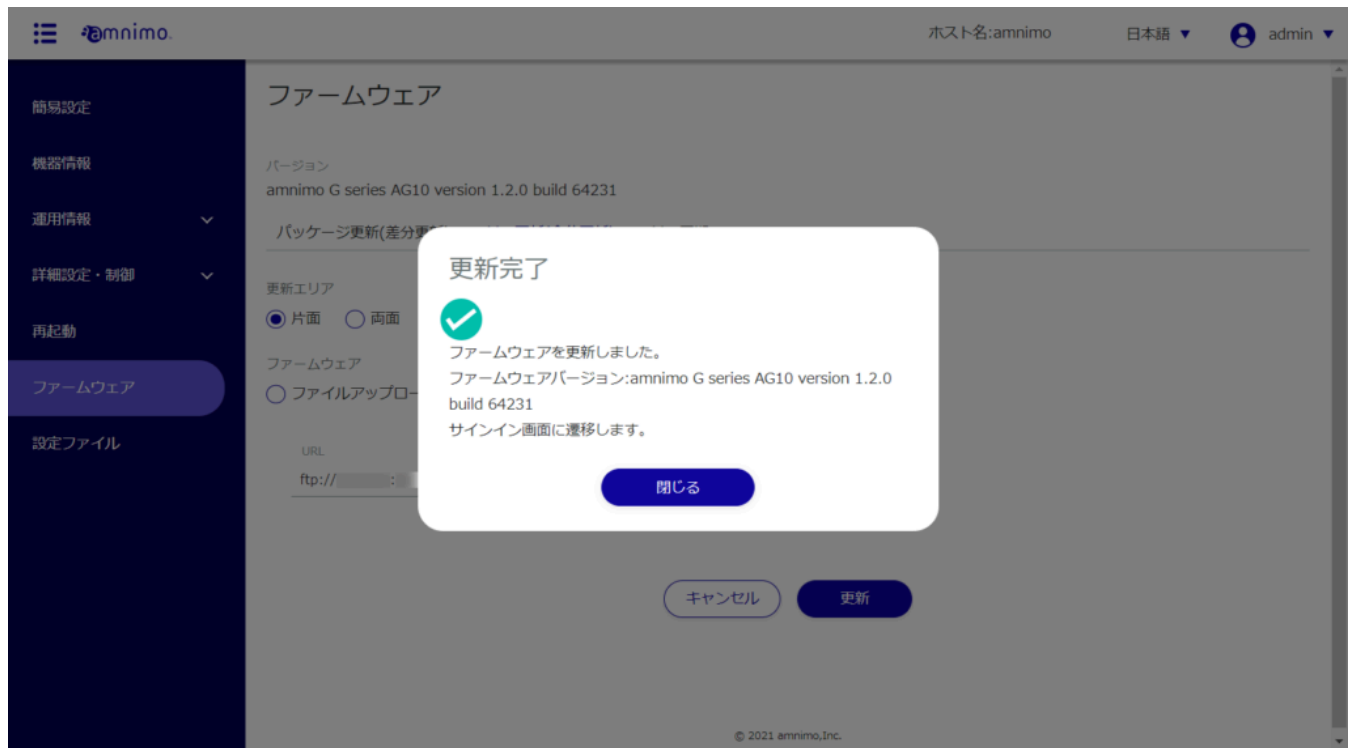 amnimo.
ホスト名:amnimo
日本語 ▼
admin ▼
簡易設定
機器情報
運用情報
詳細設定・制御
再起動
ファームウェア
設定ファイル
ファームウェア
バージョン
amnimo G series AG10 version 1.2.0 build 64231
パッケージ更新(差分更
更新エリア
片面
両面
ファームウェア
ファイルアップロー
URL
ftp://
更新完了
ファームウェアを更新しました。
ファームウェアバージョン:amnimo G series AG10 version 1.2.0
build 64231
サインイン画面に遷移します。
閉じる
キャンセル
更新
© 2021 amnimo,Inc.